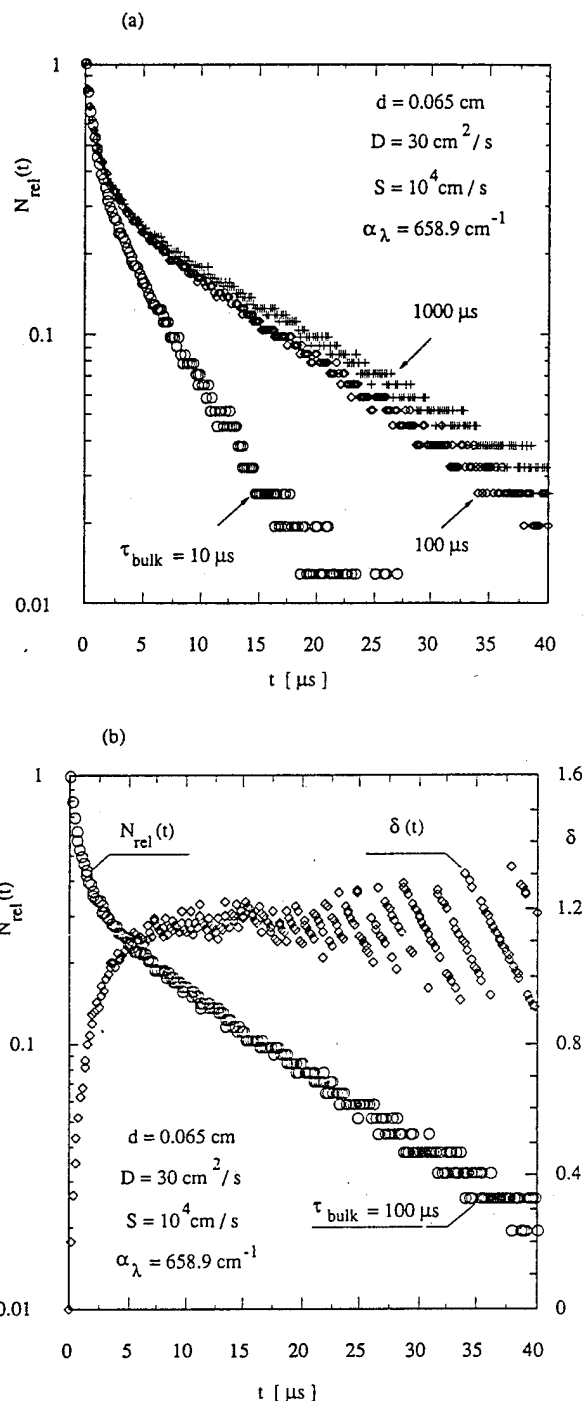 (a)
N_rel(t)
1
0.1
0.01
d = 0.065 cm
D = 30 cm^2 / s
S = 10^4 cm / s
α_λ = 658.9 cm^-1
1000 μs
τ_bulk = 10 μs
100 μs
0 5 10 15 20 25 30 35 40
t [ μs ]
(b)
1
1.6
N_rel(t)
δ (t)
N_rel(t)
δ
1.2
0.1
0.8
d = 0.065 cm
D = 30 cm^2 / s
S = 10^4 cm / s
0.4
τ_bulk = 100 μs
α_λ = 658.9 cm^-1
0.01
0
0 5 10 15 20 25 30 35 40
t [ μs ]